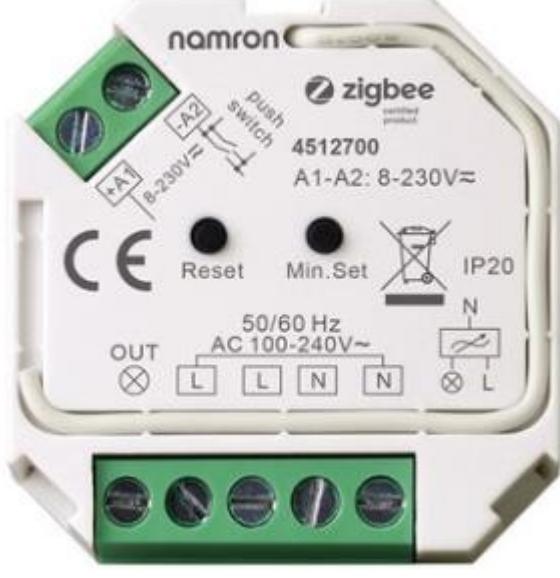 namron
zigbee
certified
product
push
switch
-A2
+A1
8-230V⎓
4512700
A1-A2: 8-230V≂
CE
Reset
Min.Set
IP20
50/60 Hz
AC 100-240V~
OUT
L
L
N
N
N
L